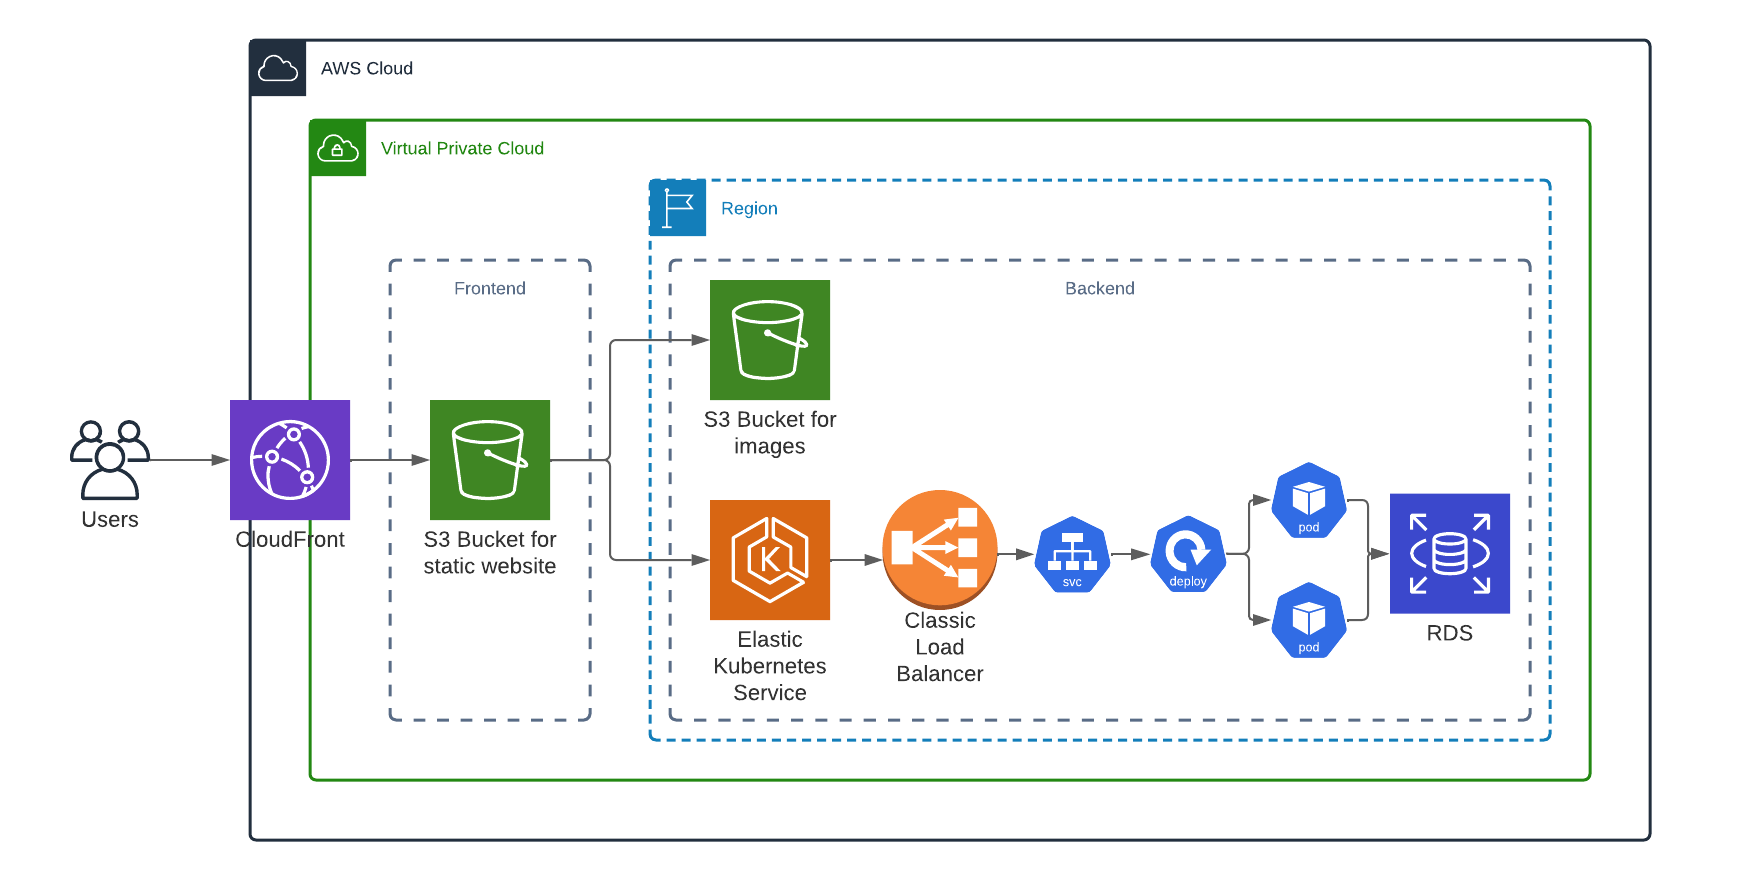 AWS Cloud
Virtual Private Cloud
Region
Frontend
Backend
Users
CloudFront
S3 Bucket for
static website
S3 Bucket for
images
K
Elastic
Kubernetes
Service
Classic
Load
Balancer
svc
deploy
pod
pod
RDS